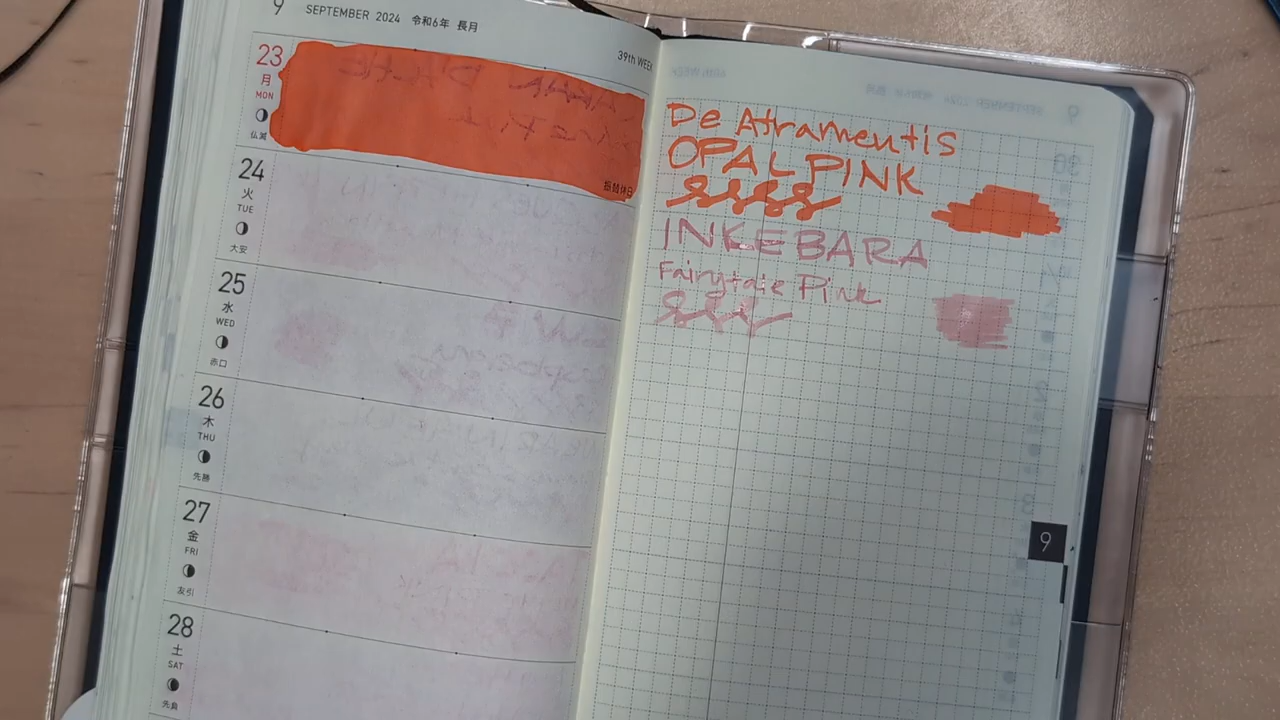 9 SEPTEMBER 2024 令和6年 長月
39th WEEK
23
月
MON
仏滅
振替休日
24
火
TUE
大安
25
水
WED
赤口
26
木
THU
先勝
27
金
FRI
友引
28
土
SAT
先負
De Atramentis
OPAL PINK
INKEBARA
Fairytale Pink
9